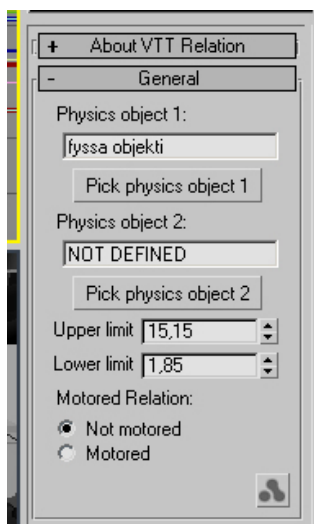 + About VTT Relation
- General
Physics object 1:
fyssa objekti
Pick physics object 1
Physics object 2:
NOT DEFINED
Pick physics object 2
Upper limit 15,15
Lower limit 1,85
Motored Relation:
Not motored
Motored